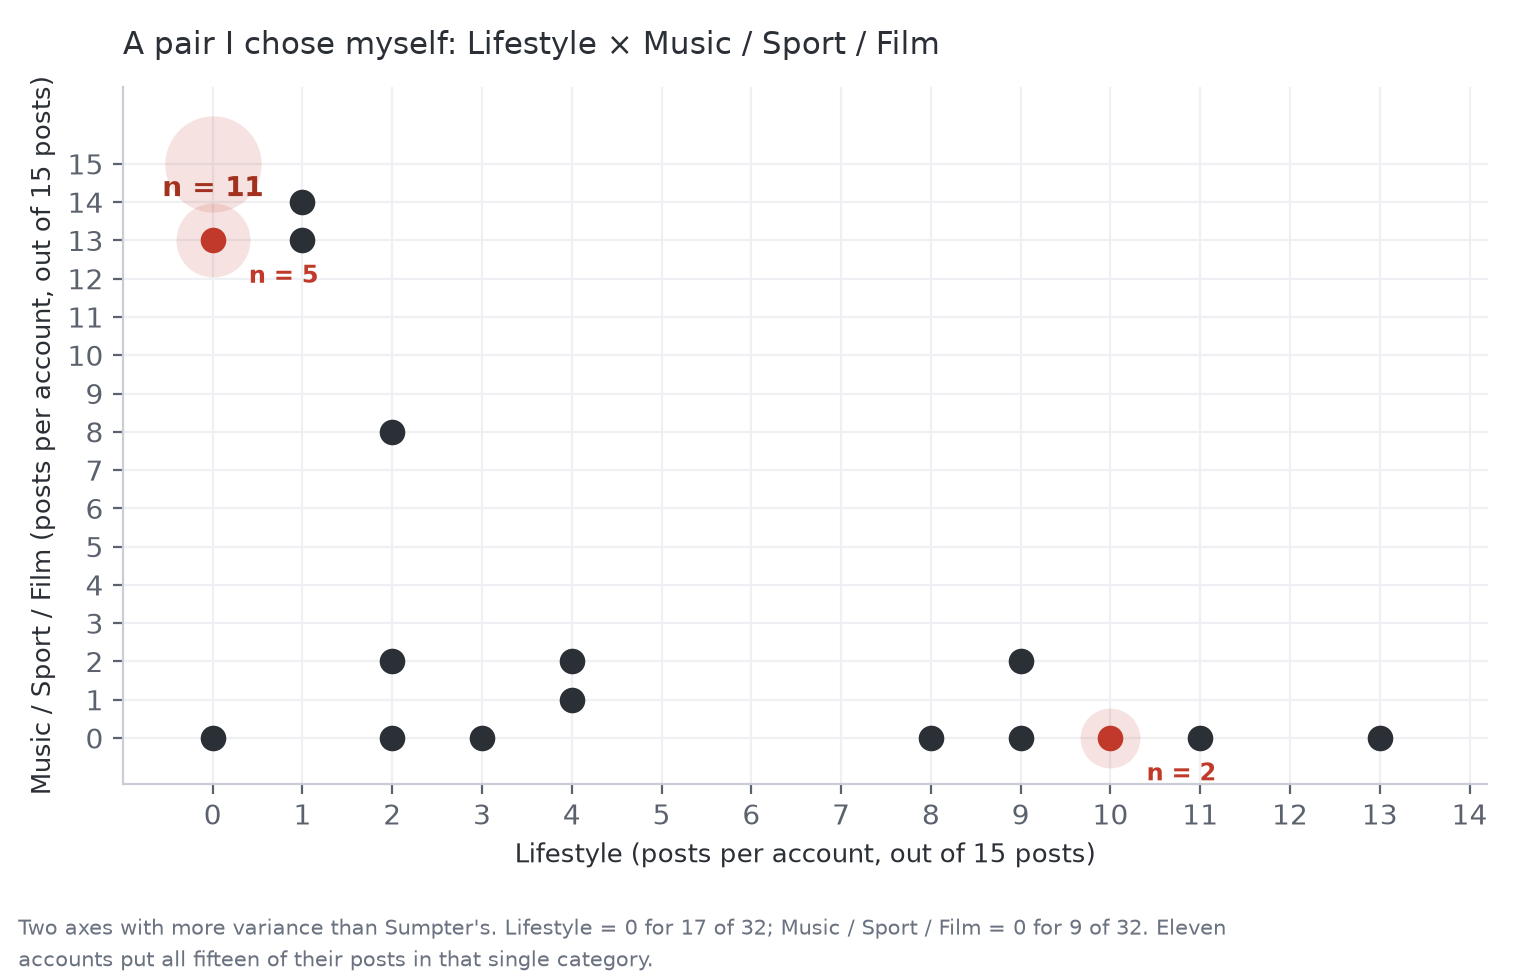 A pair I chose myself: Lifestyle × Music / Sport / Film
Music / Sport / Film (posts per account, out of 15 posts)
15
14
13
12
11
10
9
8
7
6
5
4
3
2
1
0
n = 11
n = 5
n = 2
0 1 2 3 4 5 6 7 8 9 10 11 12 13 14
Lifestyle (posts per account, out of 15 posts)
Two axes with more variance than Sumpter's. Lifestyle = 0 for 17 of 32; Music / Sport / Film = 0 for 9 of 32. Eleven
accounts put all fifteen of their posts in that single category.